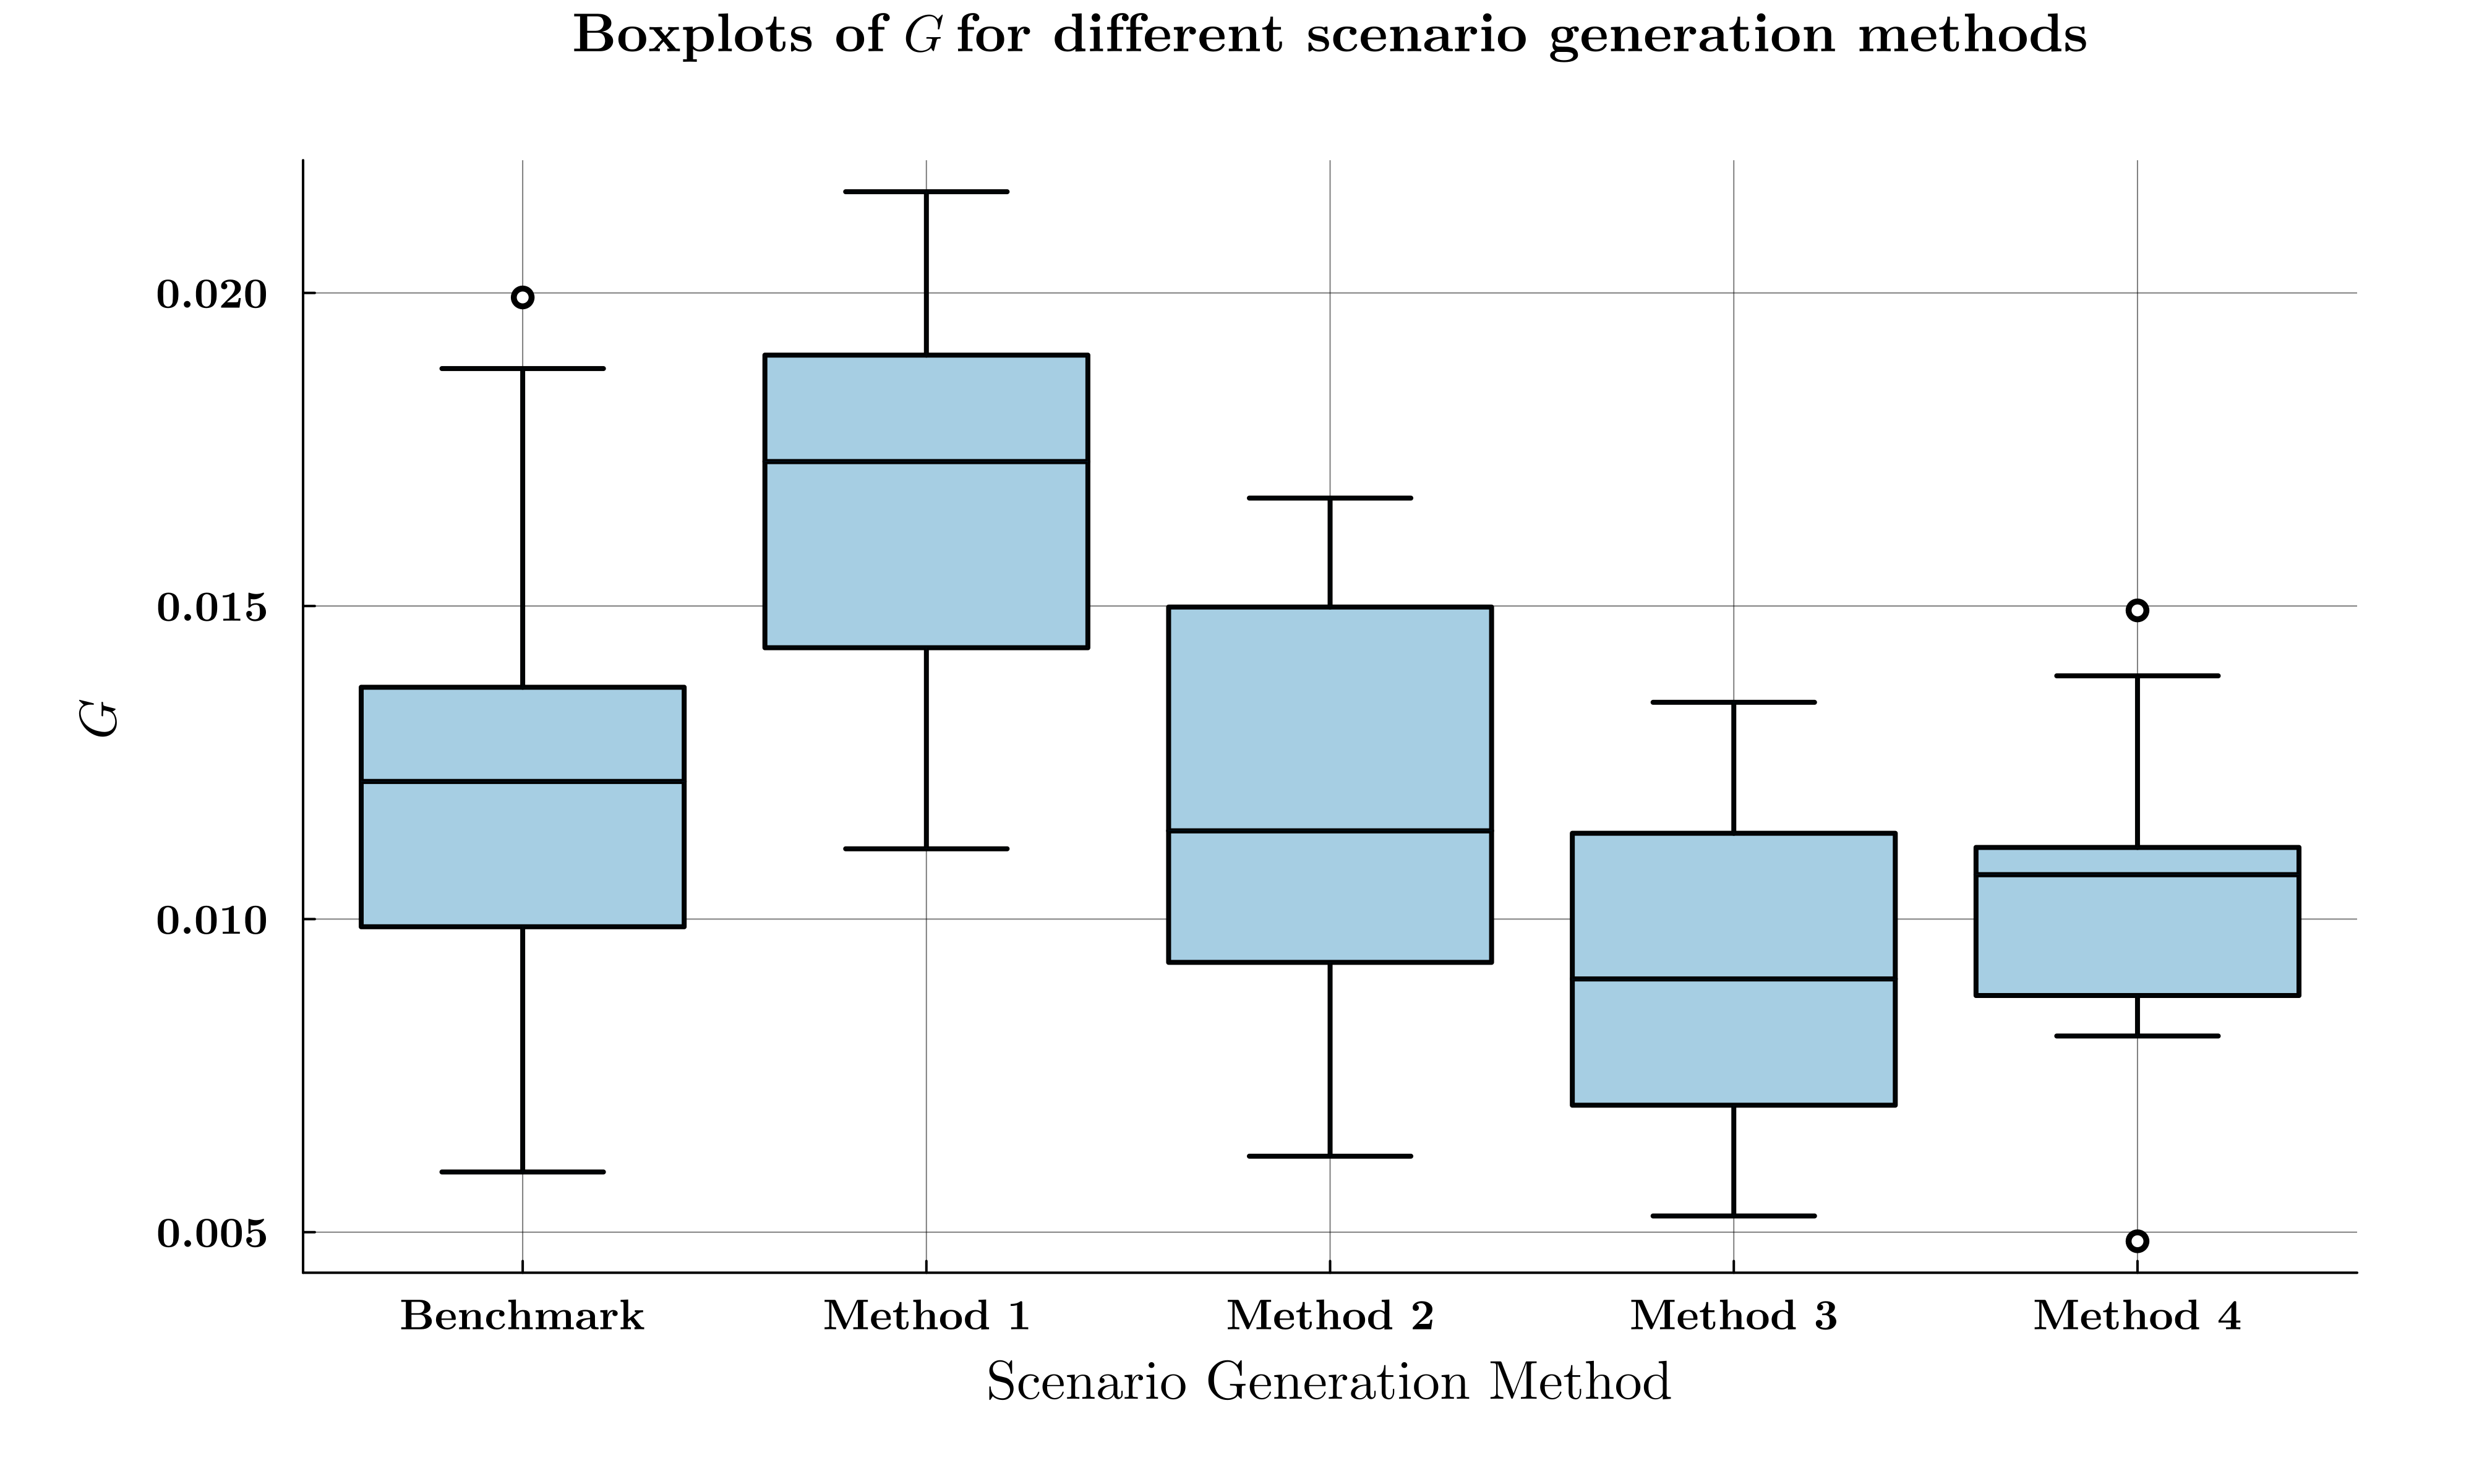 Boxplots of G for different scenario generation methods
0.020
0.015
G
0.010
0.005
Benchmark Method 1 Method 2 Method 3 Method 4
Scenario Generation Method